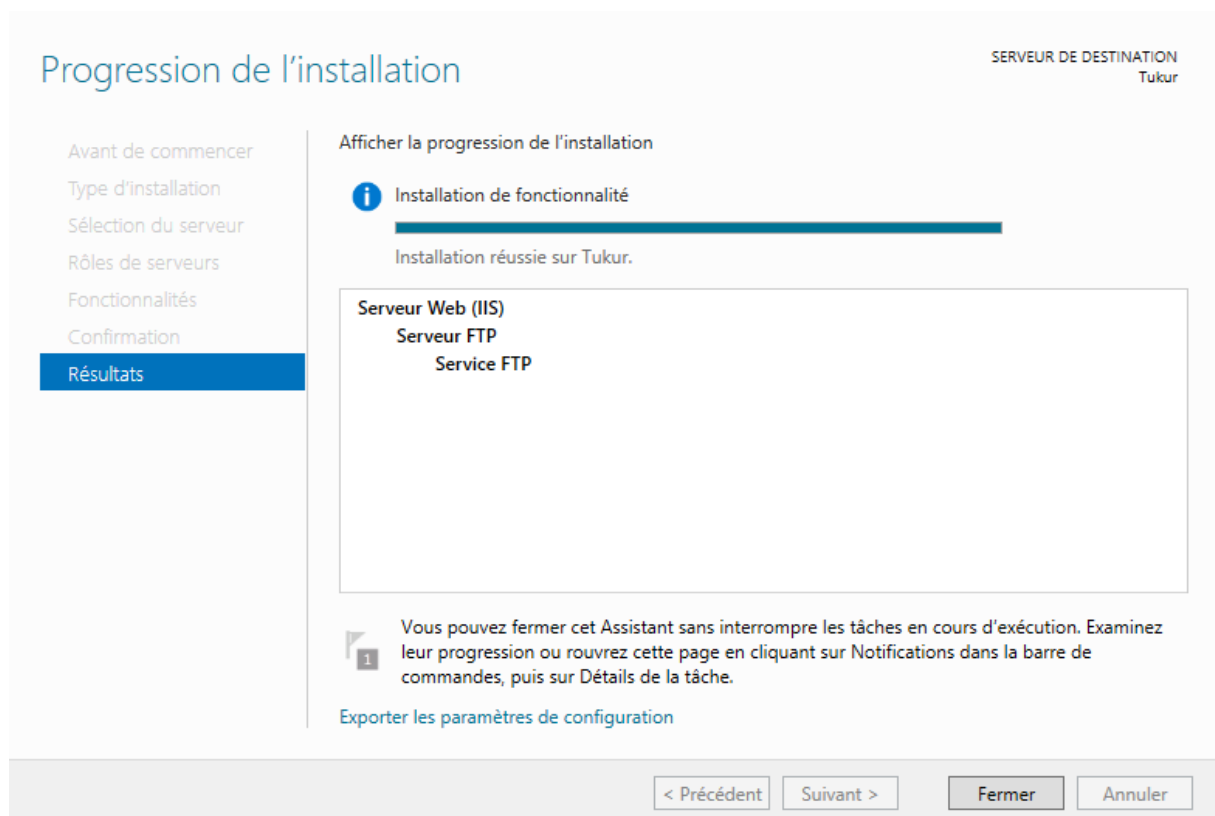 Progression de l’installation
SERVEUR DE DESTINATION
Tukur
Avant de commencer
Type d'installation
Sélection du serveur
Rôles de serveurs
Fonctionnalités
Confirmation
Résultats
Afficher la progression de l’installation
Installation de fonctionnalité
Installation réussie sur Tukur.
Serveur Web (IIS)
Serveur FTP
Service FTP
1
Vous pouvez fermer cet Assistant sans interrompre les tâches en cours d’exécution. Examinez
leur progression ou rouvrez cette page en cliquant sur Notifications dans la barre de
commandes, puis sur Détails de la tâche.
Exporter les paramètres de configuration
< Précédent
Suivant >
Fermer
Annuler